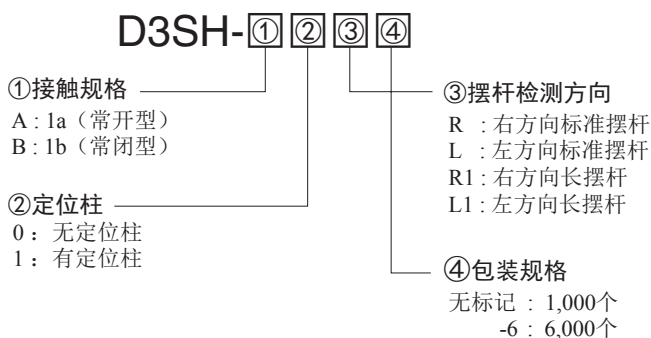 D3SH-①②③④
①接触规格
A : 1a（常开型）
B : 1b（常闭型）
②定位柱
0 ：无定位柱
1 ：有定位柱
③摆杆检测方向
R ：右方向标准摆杆
L ：左方向标准摆杆
R1 : 右方向长摆杆
L1 : 左方向长摆杆
④包装规格
无标记 : 1,000个
-6 : 6,000个